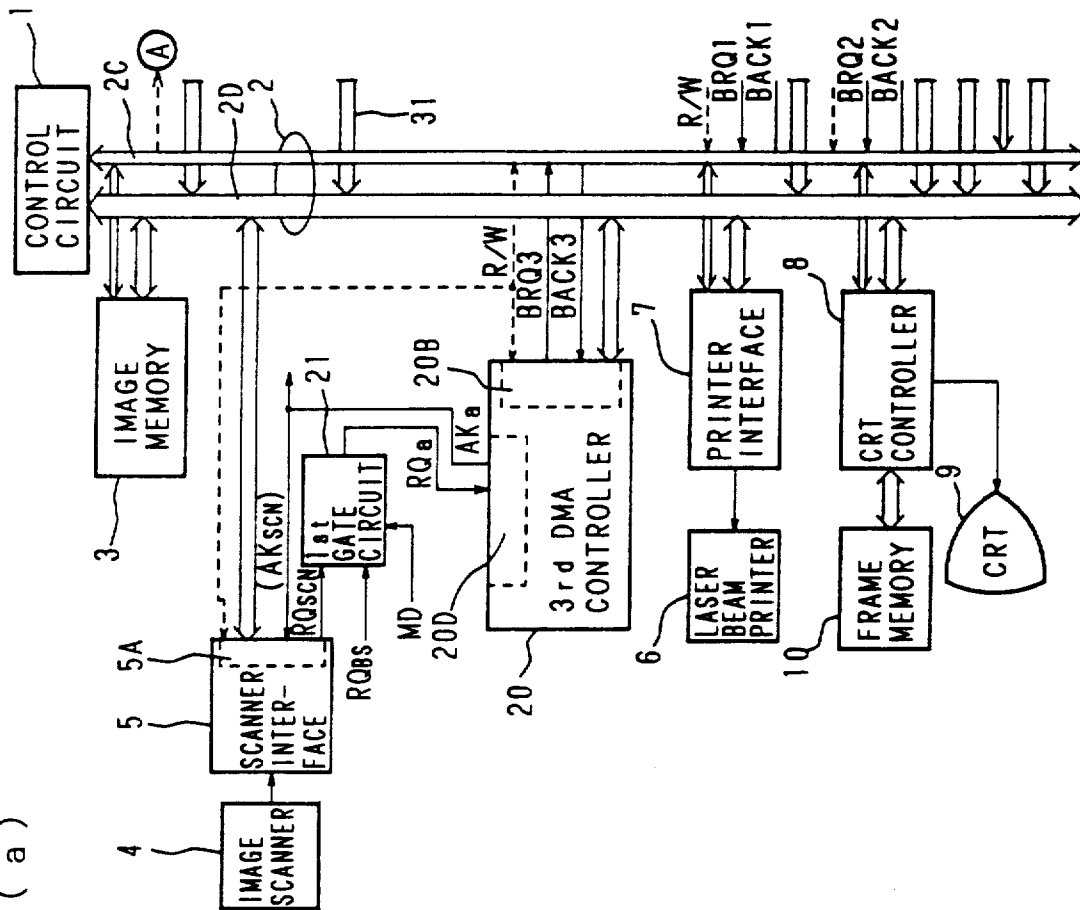 (a)
1
CONTROL
CIRCUIT
2C
A
2D
2
31
IMAGE
MEMORY
3
R/W
BRQ3
BACK3
R/W
BRQ1
BACK1
BRQ2
BACK2
(AKSCN)
RQSCN
1st
GATE
CIRCUIT
21
RQBS
MD
RQa
AKa
5A
5
SCANNER
INTER-
FACE
4
IMAGE
SCANNER
20B
20D
3rd DMA
CONTROLLER
20
7
PRINTER
INTERFACE
6
LASER
BEAM
PRINTER
8
CRT
CONTROLLER
9
CRT
10
FRAME
MEMORY